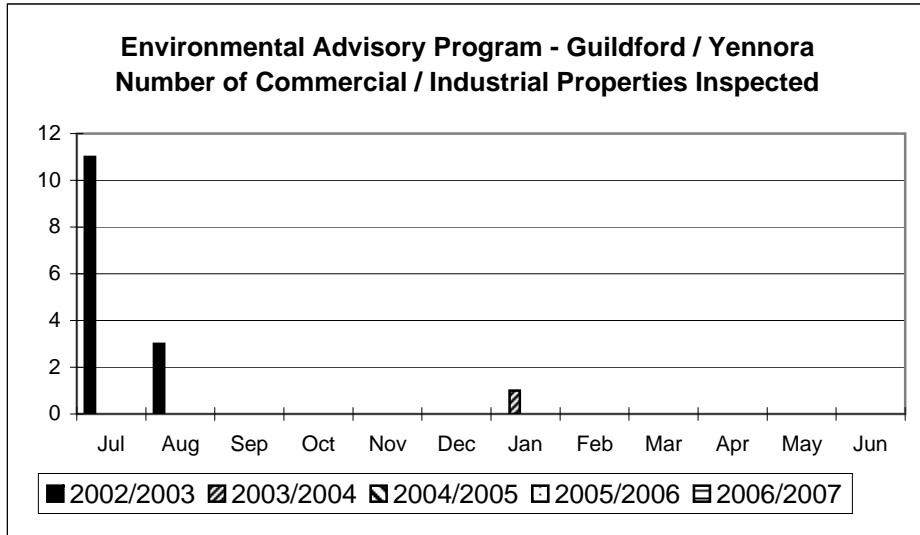 Environmental Advisory Program - Guildford / Yennora
Number of Commercial / Industrial Properties Inspected
12
10
8
6
4
2
0
Jul Aug Sep Oct Nov Dec Jan Feb Mar Apr May Jun
2002/2003 2003/2004 2004/2005 2005/2006 2006/2007